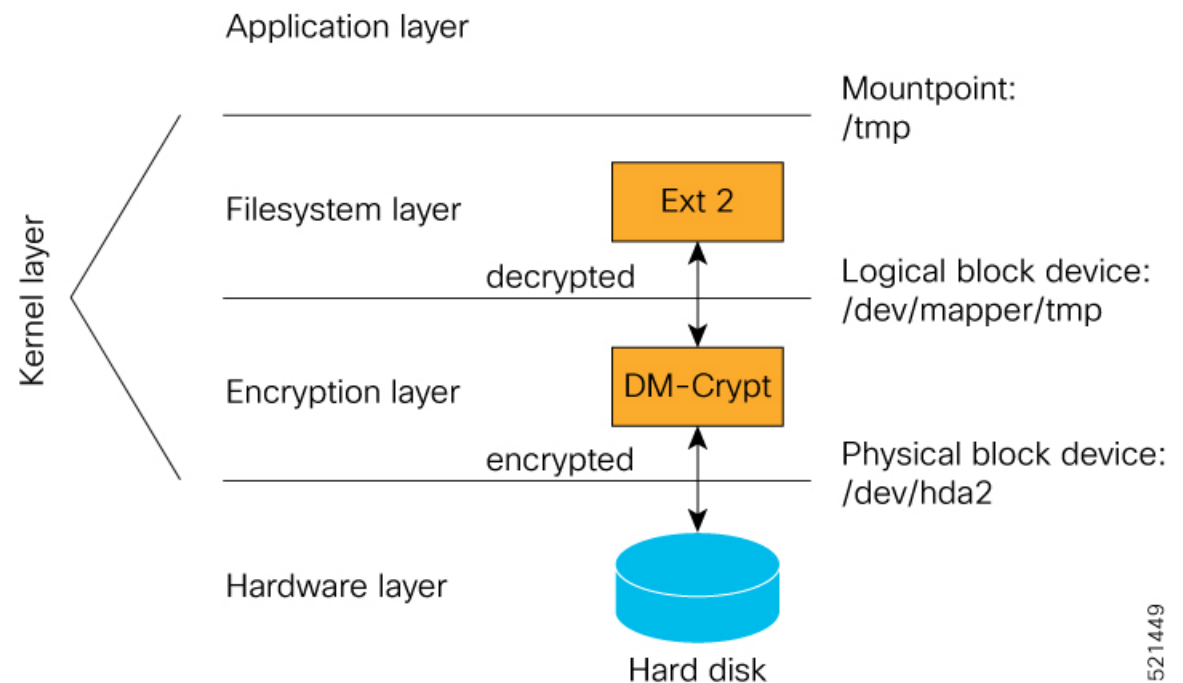 Application layer
Mountpoint:
/tmp
Ext 2
Filesystem layer
decrypted
Logical block device:
/dev/mapper/tmp
Kernel layer
DM-Crypt
Encryption layer
encrypted
Physical block device:
/dev/hda2
Hardware layer
Hard disk
521449